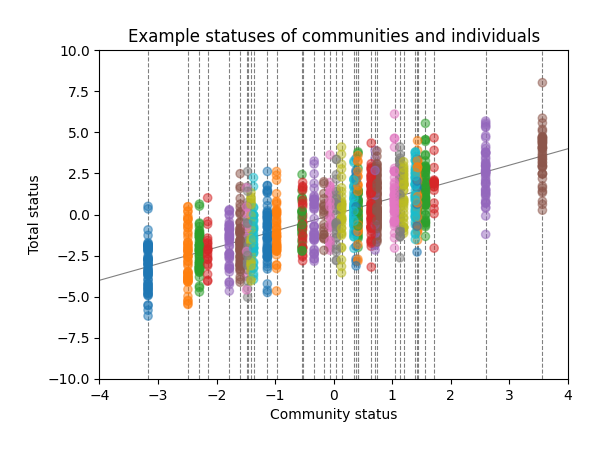 Example statuses of communities and individuals
10.0
7.5
5.0
2.5
0.0
−2.5
−5.0
−7.5
−10.0
Total status
−4 −3 −2 −1 0 1 2 3 4
Community status